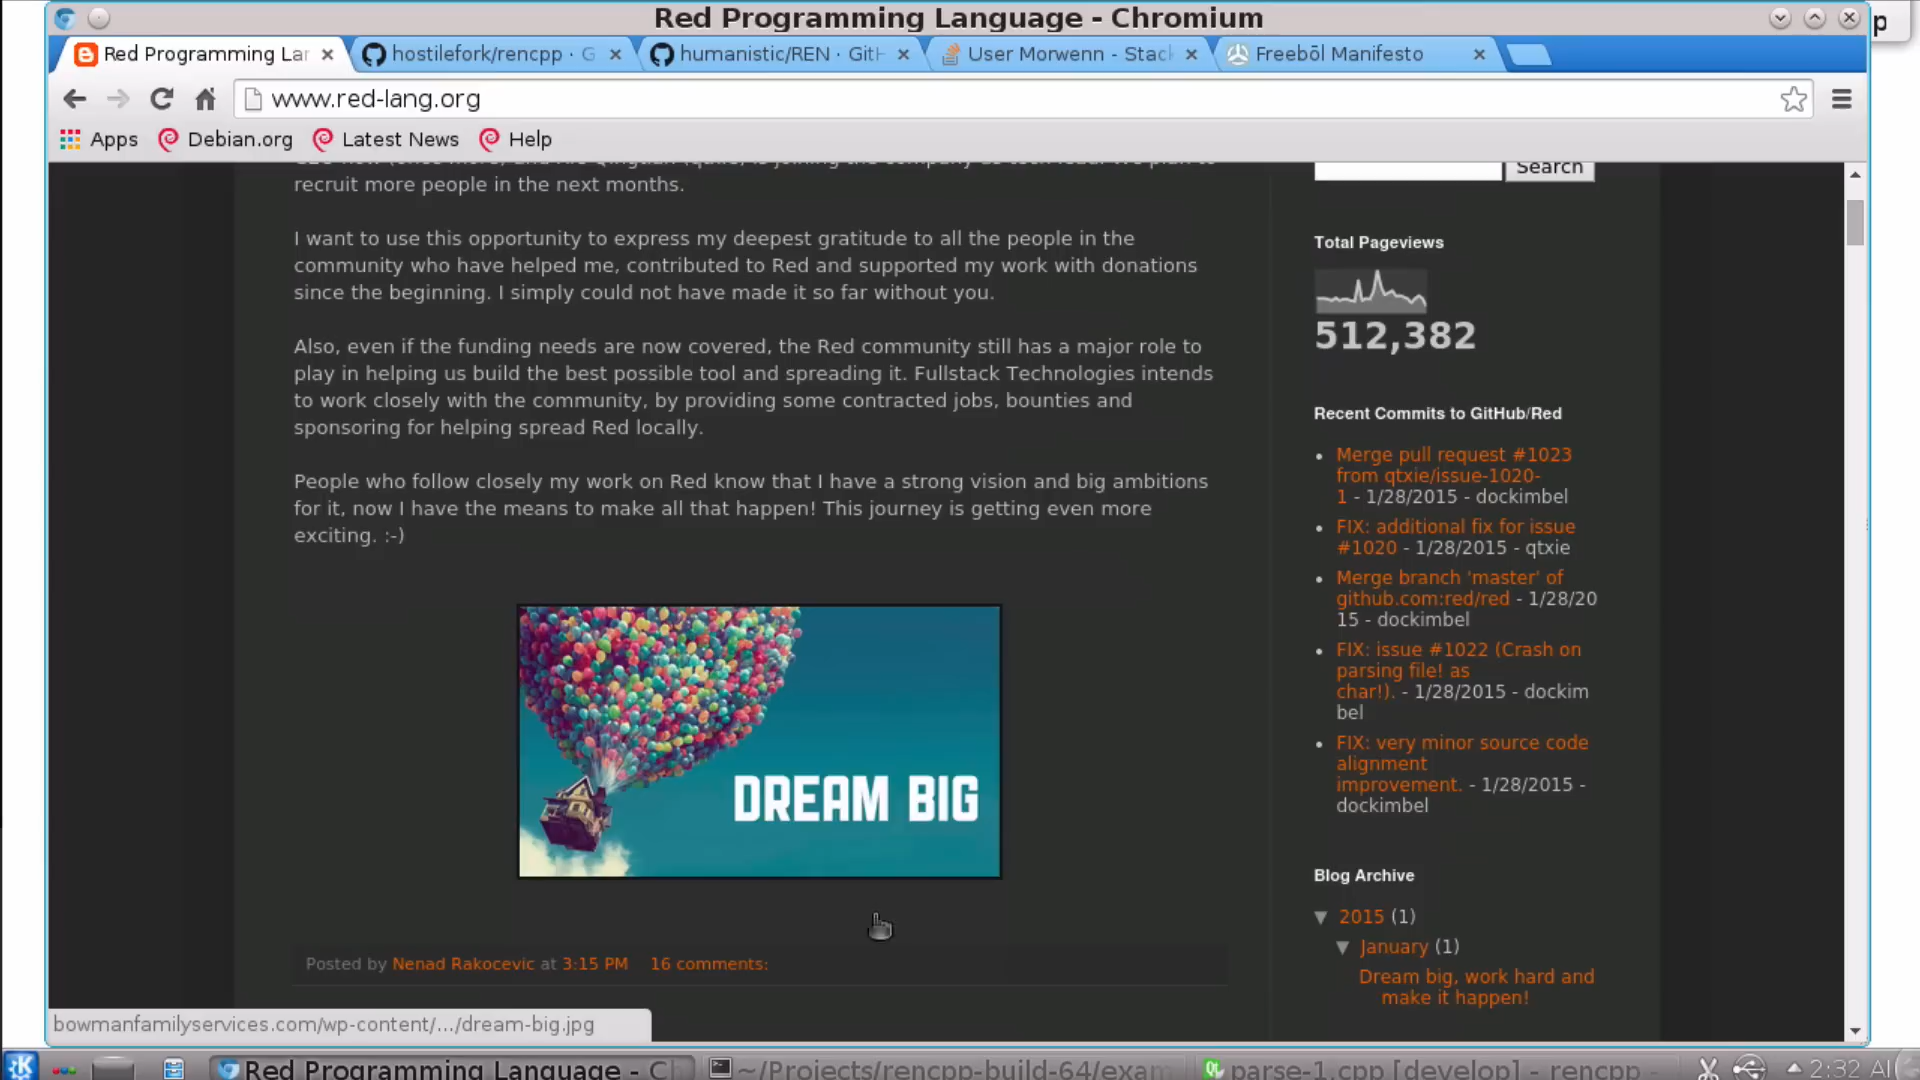 Red Programming Language - Chromium
p
Red Programming Lar
hostilefork/rencpp · G
humanistic/REN · GitH
User Morwenn - Stack
Freebōl Manifesto
www.red-lang.org
Apps
Debian.org
Latest News
Help
recruit more people in the next months.
I want to use this opportunity to express my deepest gratitude to all the people in the
community who have helped me, contributed to Red and supported my work with donations
since the beginning. I simply could not have made it so far without you.
Also, even if the funding needs are now covered, the Red community still has a major role to
play in helping us build the best possible tool and spreading it. Fullstack Technologies intends
to work closely with the community, by providing some contracted jobs, bounties and
sponsoring for helping spread Red locally.
People who follow closely my work on Red know that I have a strong vision and big ambitions
for it, now I have the means to make all that happen! This journey is getting even more
exciting. :-)
DREAM BIG
Posted by Nenad Rakocevic at 3:15 PM 16 comments:
Search
Total Pageviews
512,382
Recent Commits to GitHub/Red
Merge pull request #1023
from qtxie/issue-1020-
1 - 1/28/2015 - dockimbel
FIX: additional fix for issue
#1020 - 1/28/2015 - qtxie
Merge branch 'master' of
github.com:red/red - 1/28/20
15 - dockimbel
FIX: issue #1022 (Crash on
parsing file! as
char!). - 1/28/2015 - dockim
bel
FIX: very minor source code
alignment
improvement. - 1/28/2015 -
dockimbel
Blog Archive
▼ 2015 (1)
▼ January (1)
Dream big, work hard and
make it happen!
bowmanfamilyservices.com/wp-content/.../dream-big.jpg
Red Programming Language - C
~/Projects/rencpp-build-64/exam
parse-1.cpp [develop] - rencpp -
2:32 AM